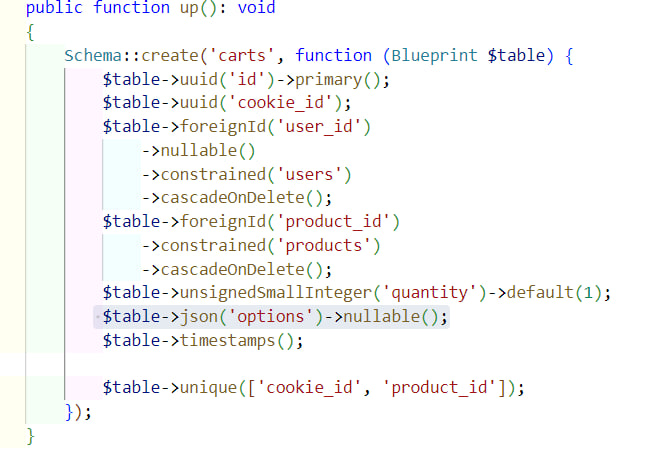 public function up(): void
{
Schema::create('carts', function (Blueprint $table) {
$table->uuid('id')->primary();
$table->uuid('cookie_id');
$table->foreignId('user_id')
->nullable()
->constrained('users')
->cascadeOnDelete();
$table->foreignId('product_id')
->constrained('products')
->cascadeOnDelete();
$table->unsignedSmallInteger('quantity')->default(1);
$table->json('options')->nullable();
$table->timestamps();
$table->unique(['cookie_id', 'product_id']);
});
}